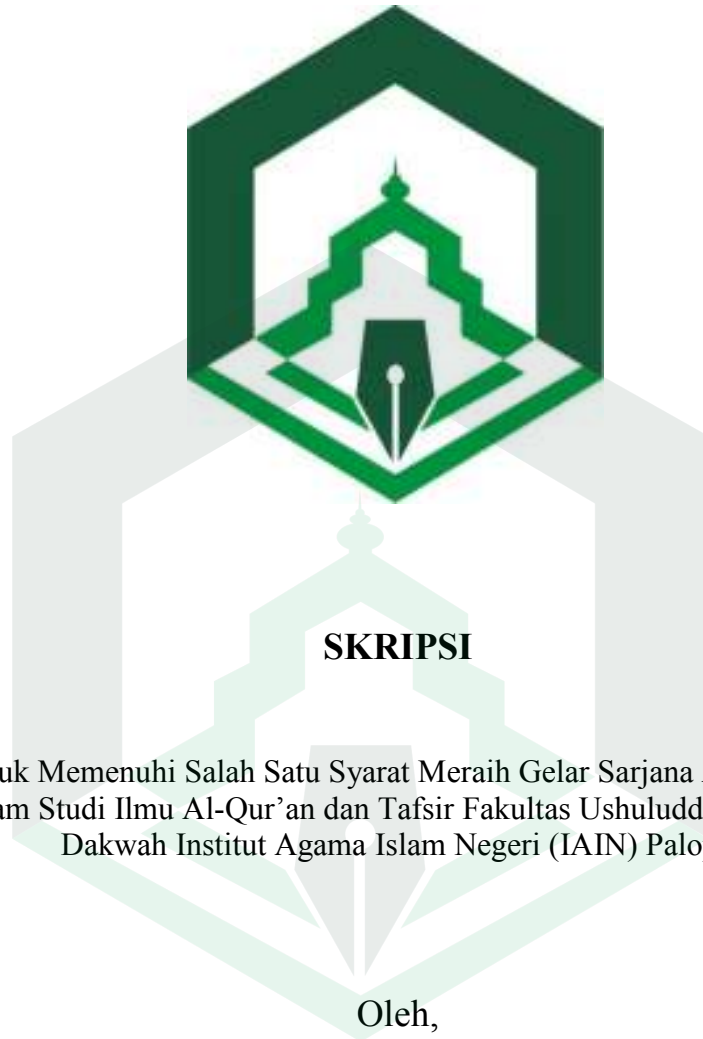 SKRIPSI
uk Memenuhi Salah Satu Syarat Meraih Gelar Sarjana
am Studi Ilmu Al-Qur’an dan Tafsir Fakultas Ushuludd
Dakwah Institut Agama Islam Negeri (IAIN) Palo
Oleh,